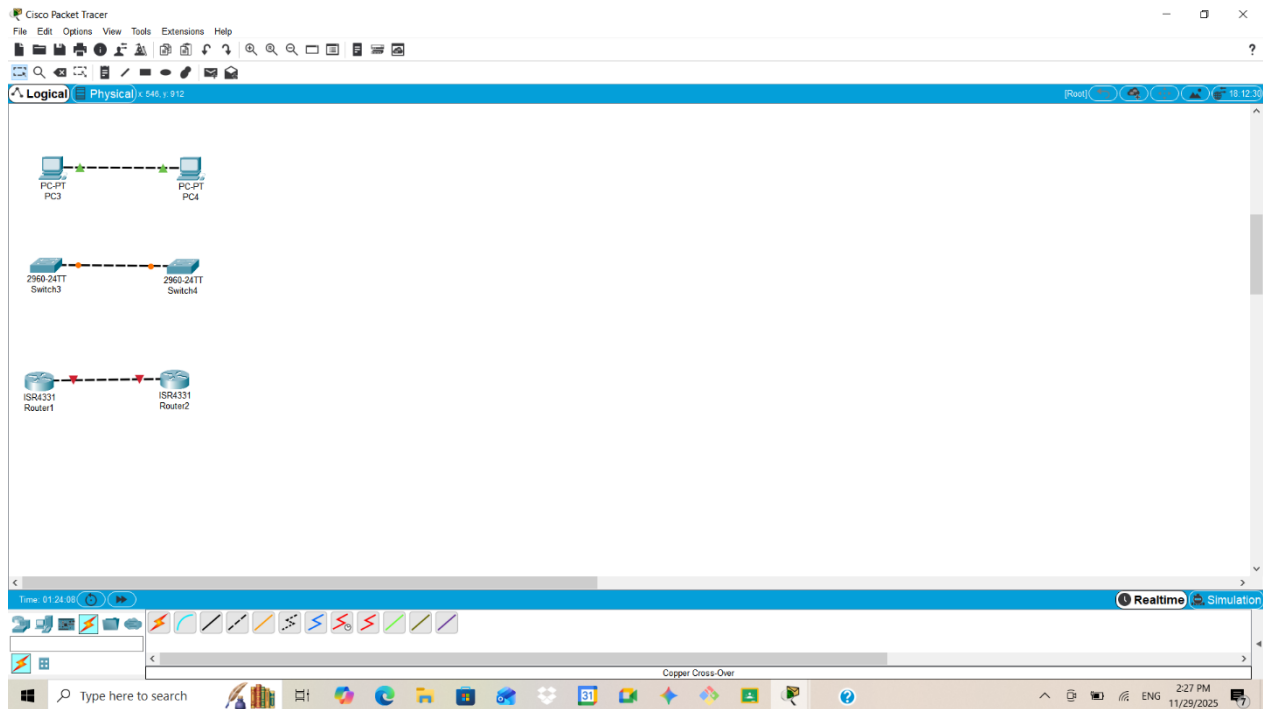 Cisco Packet Tracer
File Edit Options View Tools Extensions Help
?
Logical Physical x: 546, y: 912 [Root] 18:12:30
PC-PT
PC3
PC-PT
PC4
2960-24TT
Switch3
2960-24TT
Switch4
ISR4331
Router1
ISR4331
Router2
Time: 01:24:08 Realtime Simulation
Copper Cross-Over
Type here to search
31
ENG
2:27 PM
11/29/2025
7